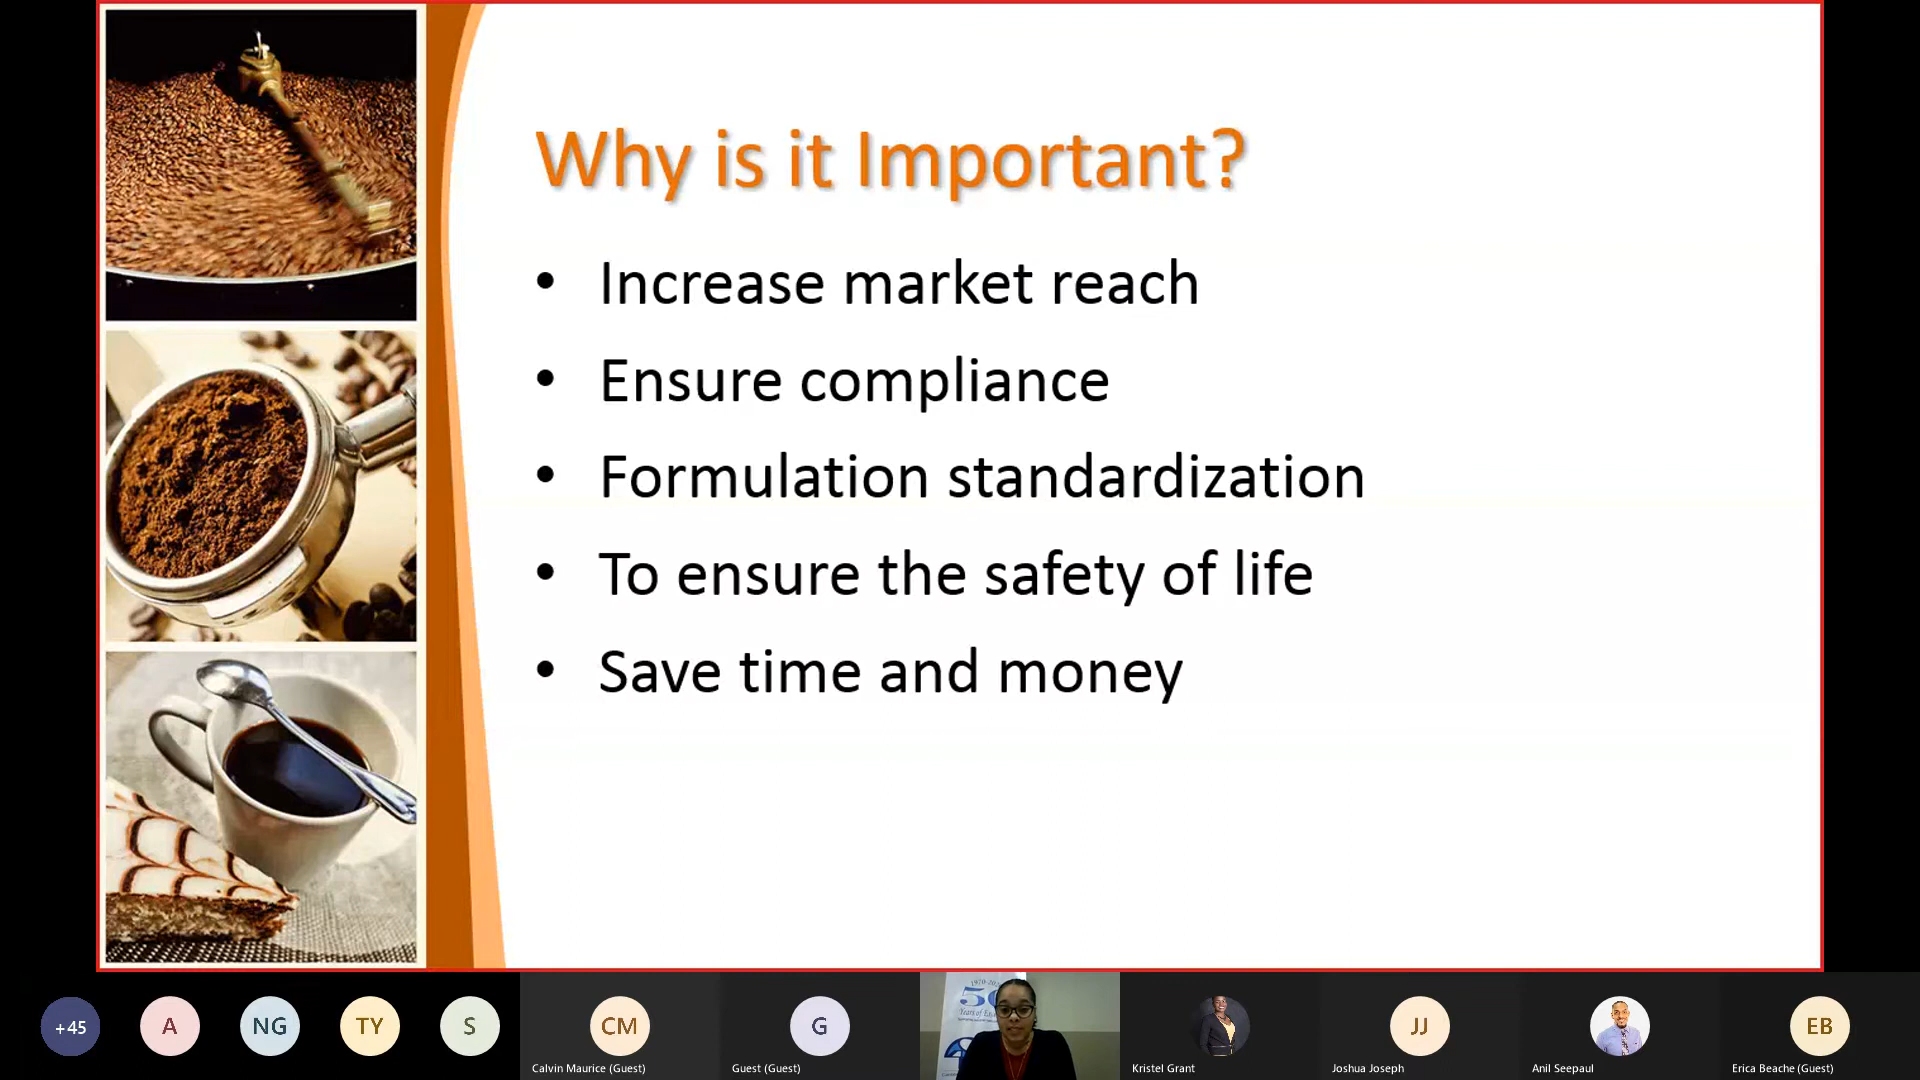 Why is it Important?
• Increase market reach
• Ensure compliance
• Formulation standardization
• To ensure the safety of life
• Save time and money
+45
A
NG
TY
S
CM
Calvin Maurice (Guest)
G
Guest (Guest)
Kristel Grant
JJ
Joshua Joseph
Anil Seepaul
EB
Erica Beache (Guest)